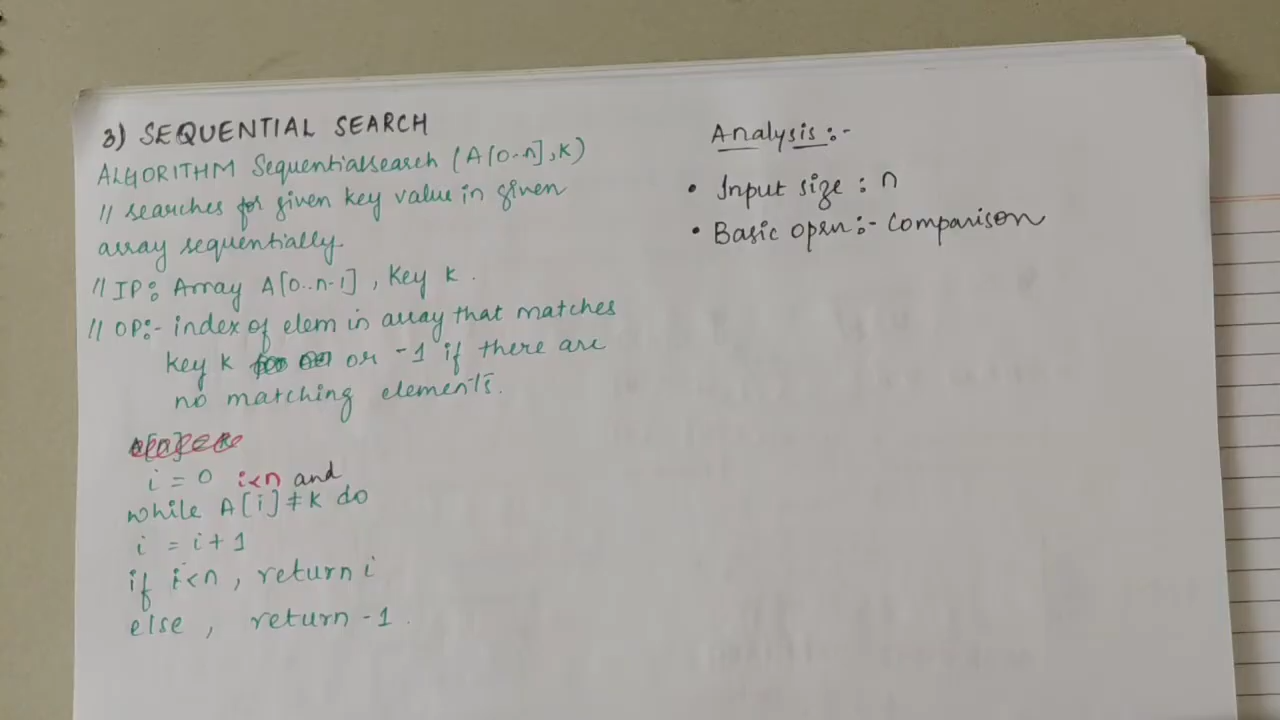 3) SEQUENTIAL SEARCH
ALGORITHM Sequentialsearch (A[0..n], K)
// searches for given key value in given
array sequentially.
// IP: Array A[0..n-1], Key k.
// OP:- index of elem in array that matches
key k or -1 if there are
no matching elements.
i = 0 i<n and
while A[i] ≠ K do
i = i+1
if i<n, return i
else, return -1.
Analysis:-
• Input size : n
• Basic opρn:- Comparison